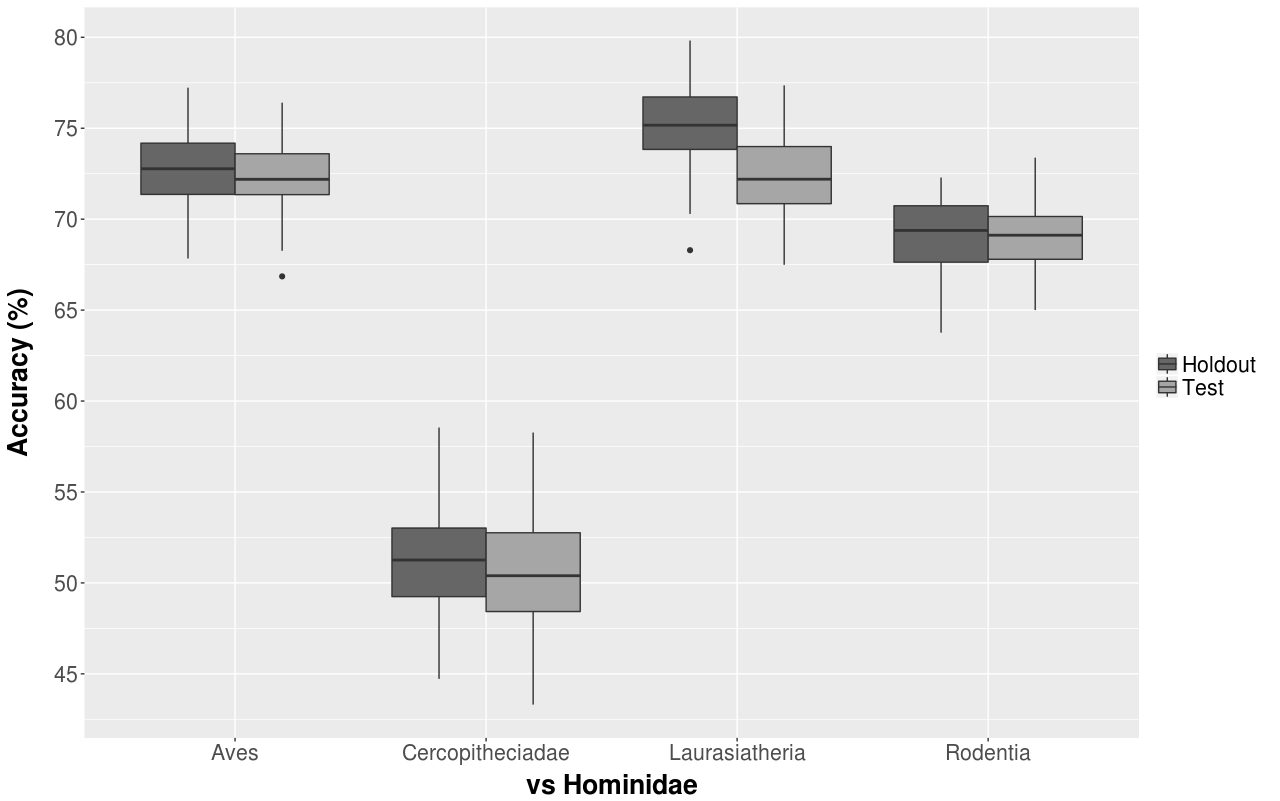 80
75
70
65
60
55
50
45
Accuracy (%)
Aves Cercopitheciadae Laurasiatheria Rodentia
vs Hominidae
Holdout
Test